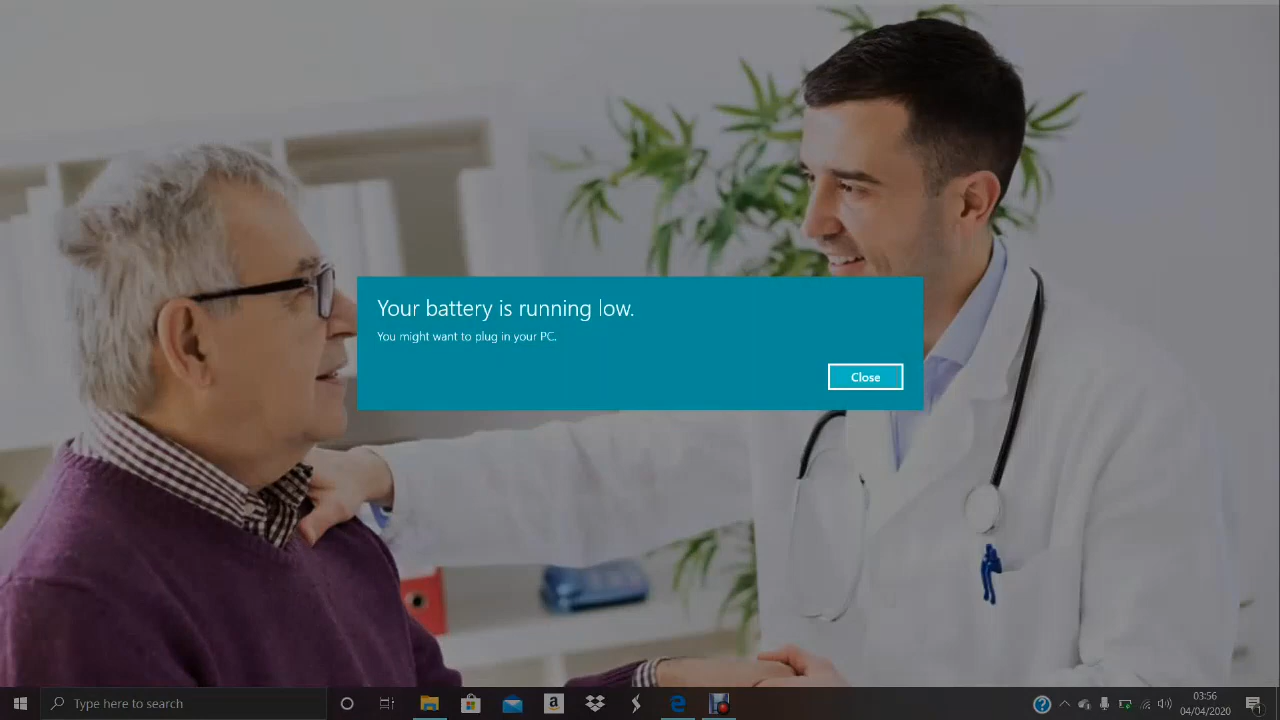 Your battery is running low.
You might want to plug in your PC.
Close
Type here to search
a
03:56
04/04/2020
1